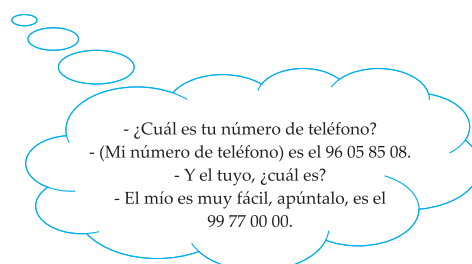 - ¿Cuál es tu número de teléfono?
- (Mi número de teléfono) es el 96 05 85 08.
- Y el tuyo, ¿cuál es?
- El mío es muy fácil, apúntalo, es el
99 77 00 00.